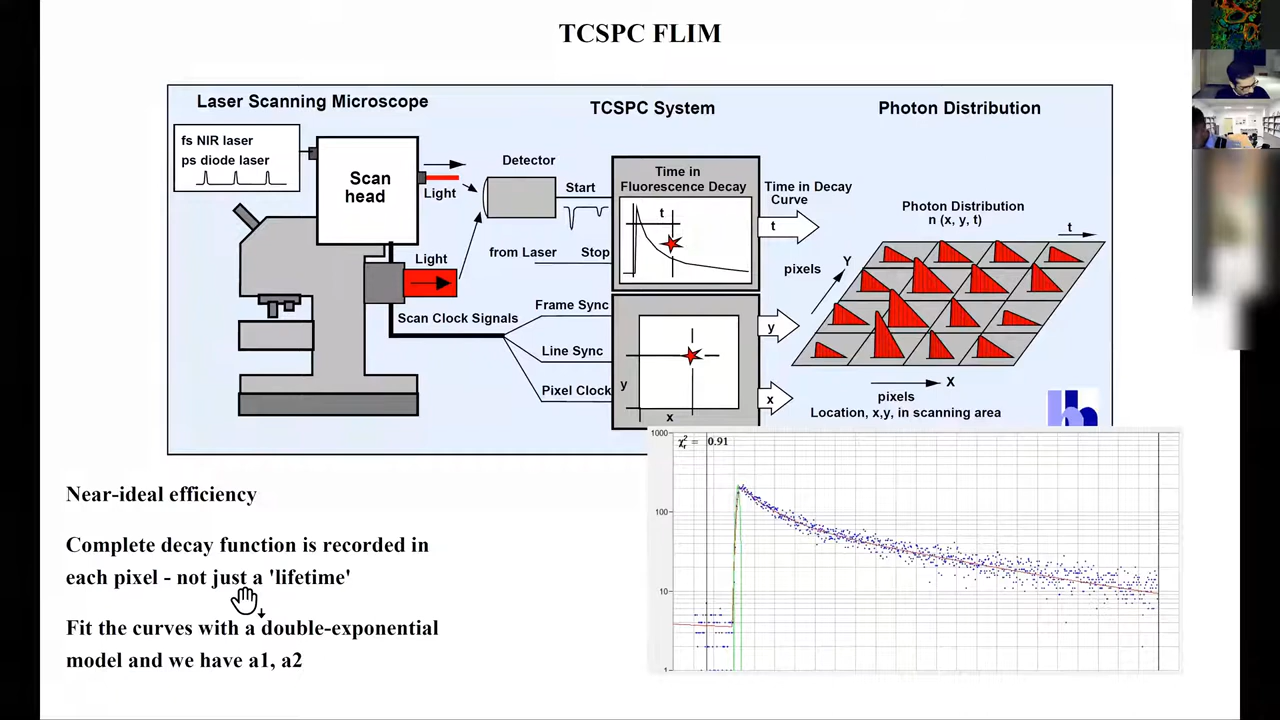 TCSPC FLIM
Laser Scanning Microscope
TCSPC System
Photon Distribution
fs NIR laser
ps diode laser
Scan
head
Light
Detector
Start
Time in
Fluorescence Decay
t
Time in Decay
Curve
t
Photon Distribution
n (x, y, t)
t
from Laser
Stop
Light
pixels
Y
Scan Clock Signals
Frame Sync
Line Sync
Pixel Clock
y
x
y
x
X
pixels
Location, x,y, in scanning area
Near-ideal efficiency
Complete decay function is recorded in
each pixel - not just a 'lifetime'
Fit the curves with a double-exponential
model and we have a1, a2
1000
χ²r = 0.91
100
10
1